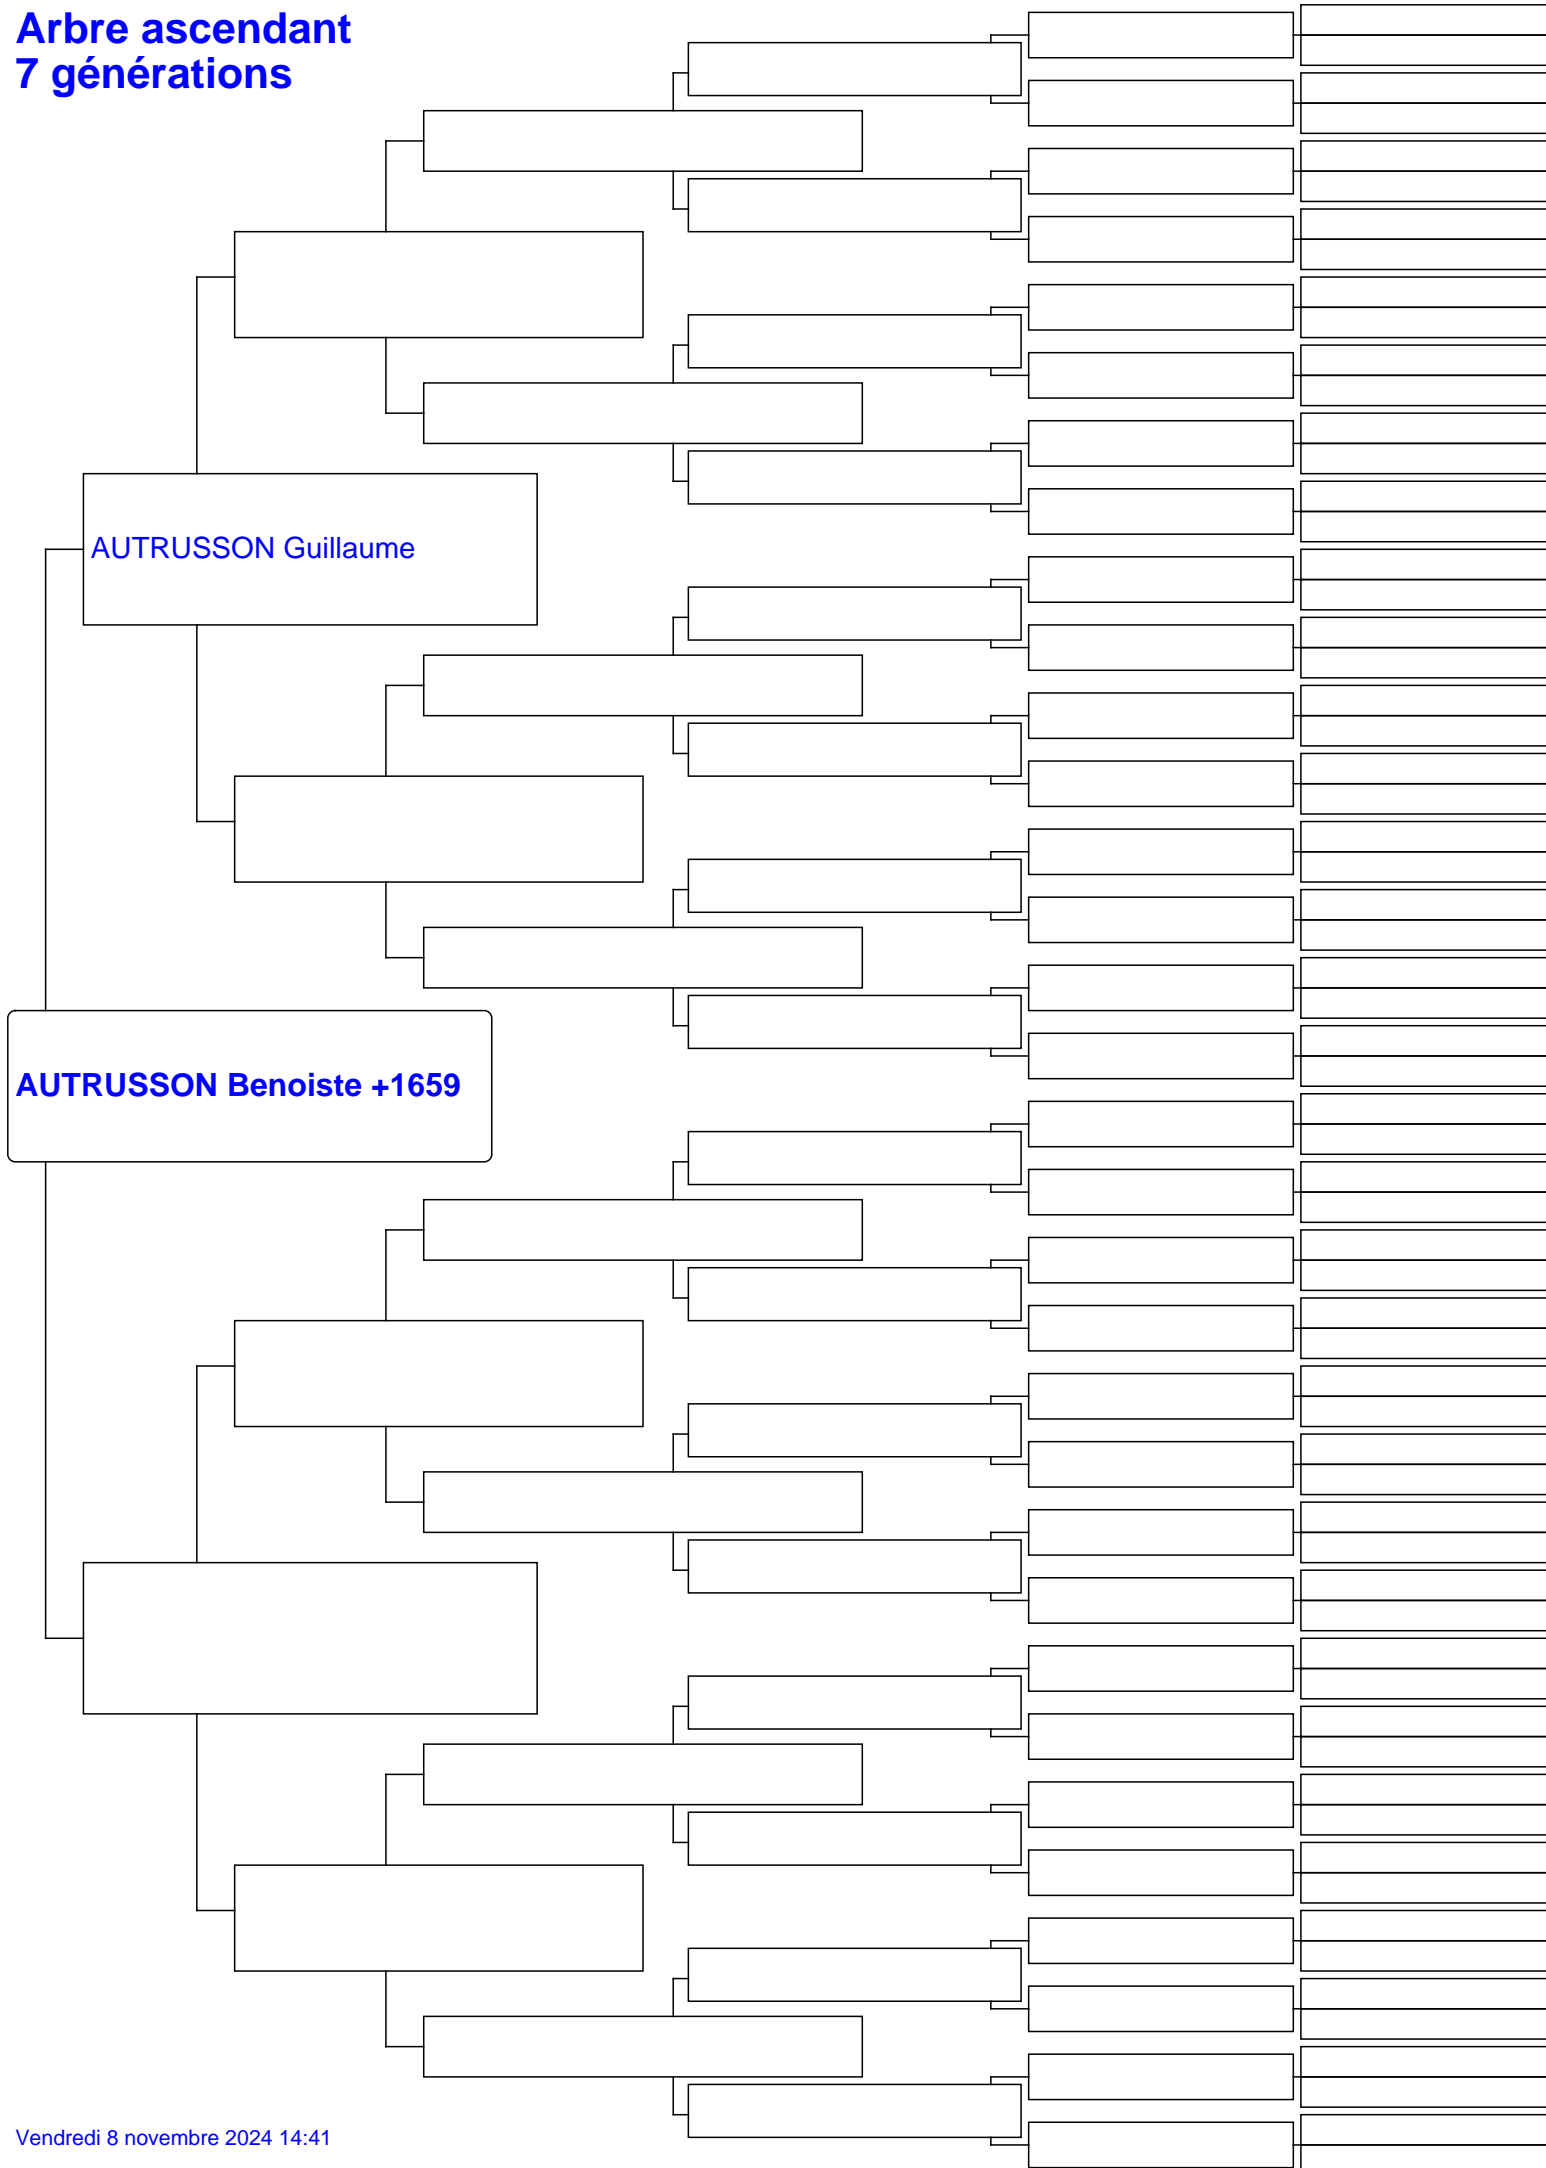 Arbre ascendant
7 générations
AUTRUSSON Guillaume
AUTRUSSON Benoiste +1659
Vendredi 8 novembre 2024 14:41